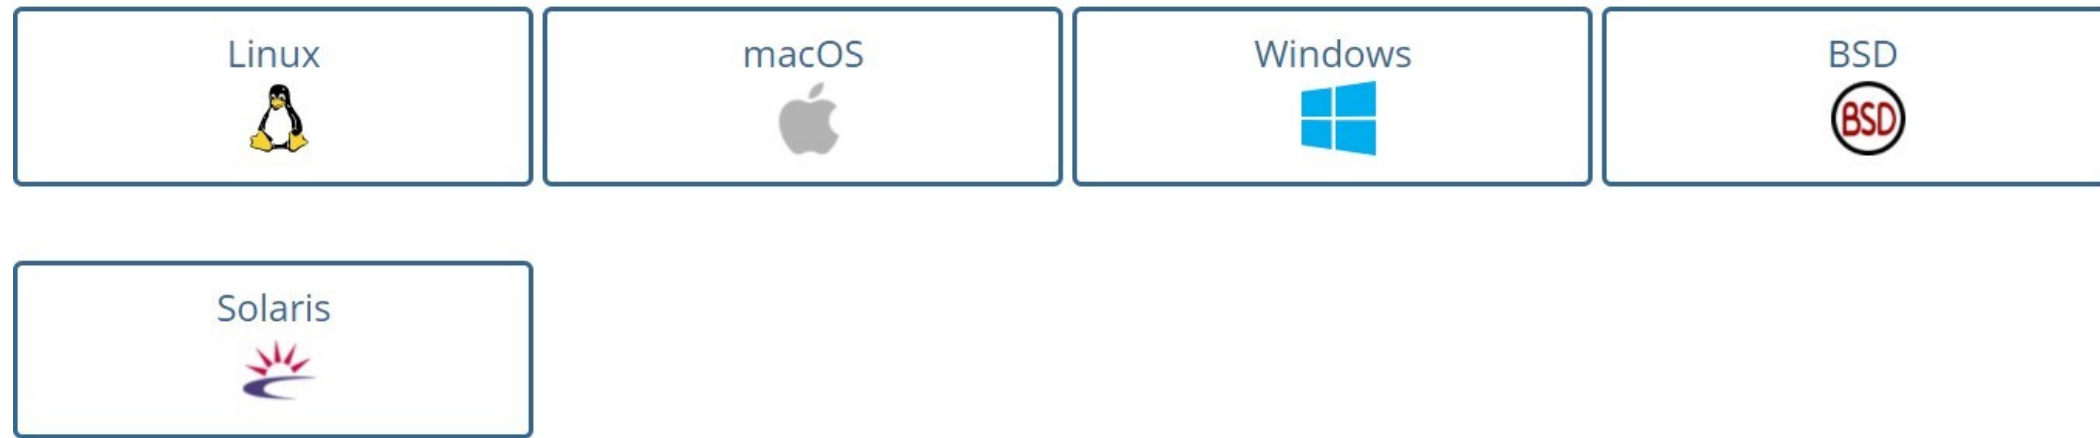 Linux
macOS
Windows
BSD
BSD
Solaris